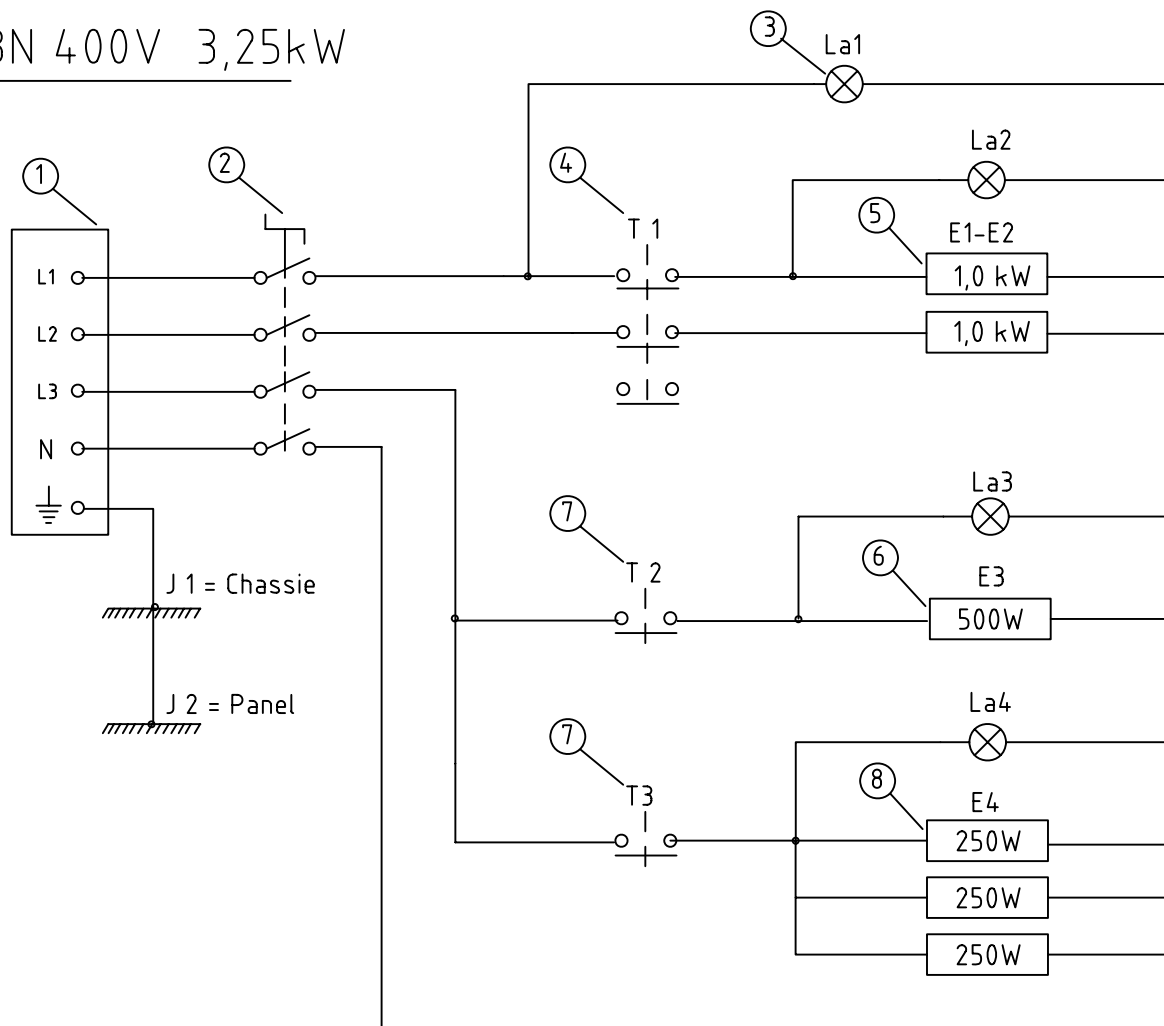 3N 400V 3,25kW
3
La1
La2
1
2
4
5
T 1
E1-E2
L1
1,0 kW
L2
1,0 kW
L3
N
La3
7
6
T 2
E3
500W
J 1 = Chassie
J 2 = Panel
La4
7
8
T3
E4
250W
250W
250W